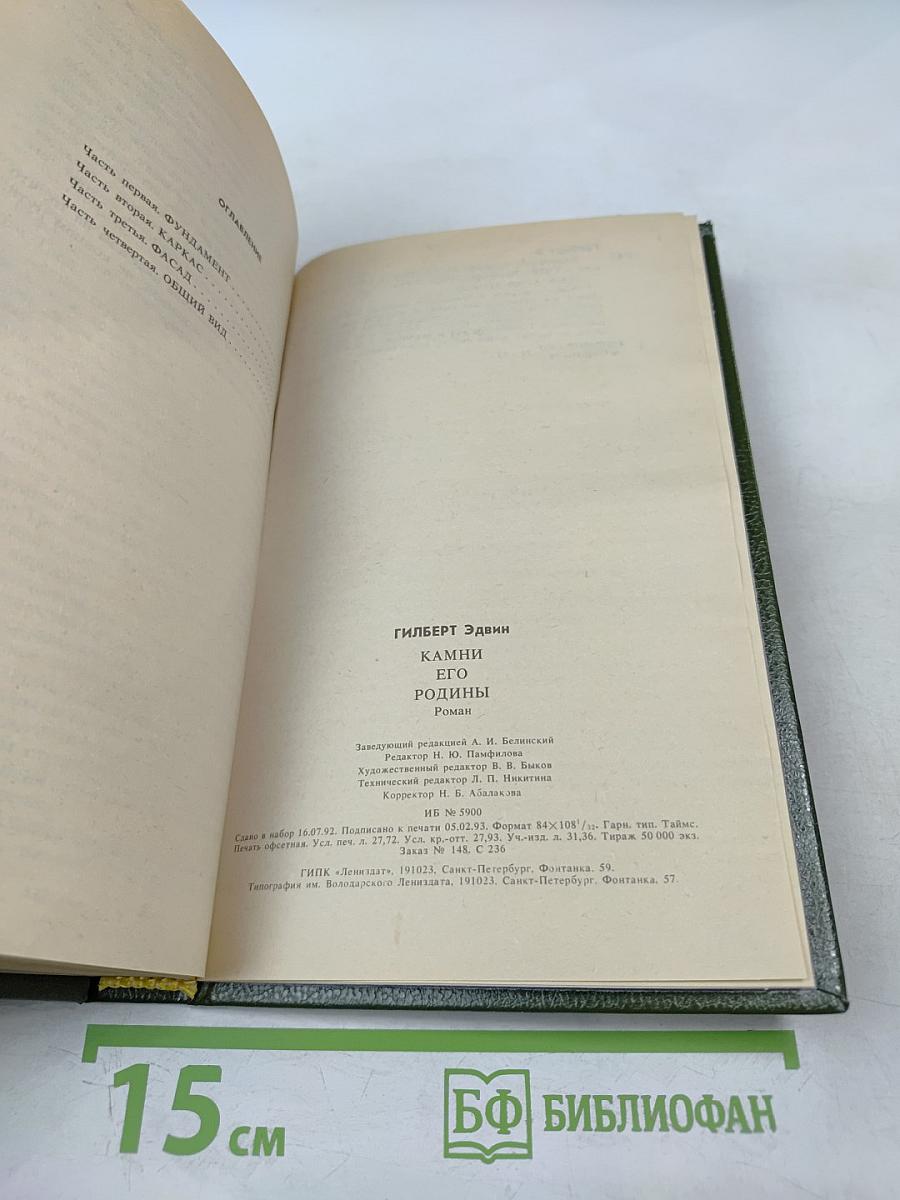 ОГЛАВЛЕНИЕ
Часть первая. ФУНДАМЕНТ . . . .
Часть вторая. КАРКАС . . . . . .
Часть третья. ФАСАД . . . . . . .
Часть четвертая. ОБЩИЙ ВИД . . . .
ГИЛБЕРТ Эдвин
КАМНИ
ЕГО
РОДИНЫ
Роман
Заведующий редакцией А. И. Белинский
Редактор Н. Ю. Памфилова
Художественный редактор В. В. Быков
Технический редактор Л. П. Никитина
Корректор Н. Б. Абалакова
ИБ № 5900
Сдано в набор 16.07.92. Подписано к печати 05.02.93. Формат 84×108¹/₃₂. Гарн. тип. Таймс.
Печать офсетная. Усл. печ. л. 27,72. Усл. кр.-отт. 27,93. Уч.-изд. л. 31,36. Тираж 50 000 экз.
Заказ № 148. С 236
ГИПК «Лениздат», 191023, Санкт-Петербург, Фонтанка, 59.
Типография им. Володарского Лениздата, 191023, Санкт-Петербург, Фонтанка, 57.
15 см
БФ БИБЛИОФАН